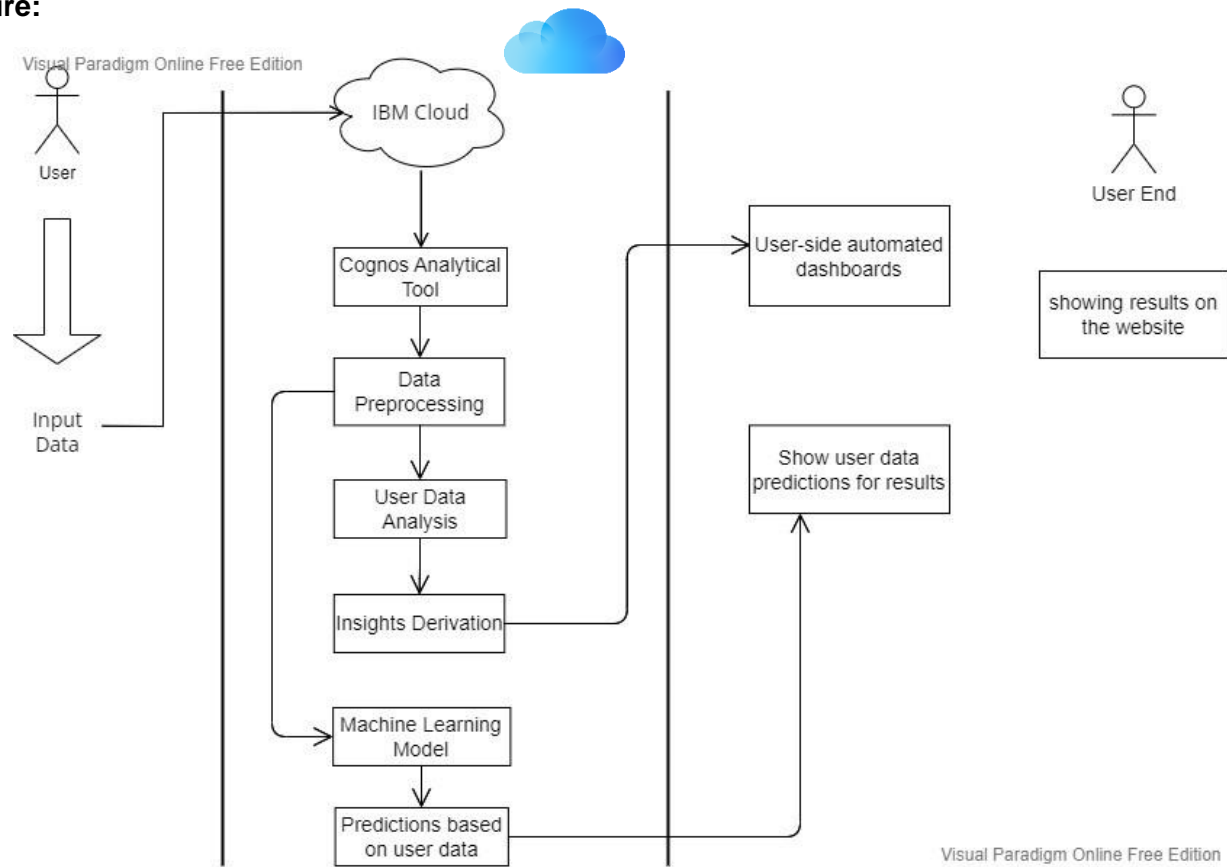 ure:
Visual Paradigm Online Free Edition
User
Input
Data
IBM Cloud
Cognos Analytical
Tool
Data
Preprocessing
User Data
Analysis
Insights Derivation
Machine Learning
Model
Predictions based
on user data
User-side automated
dashboards
Show user data
predictions for results
User End
showing results on
the website
Visual Paradigm Online Free Edition